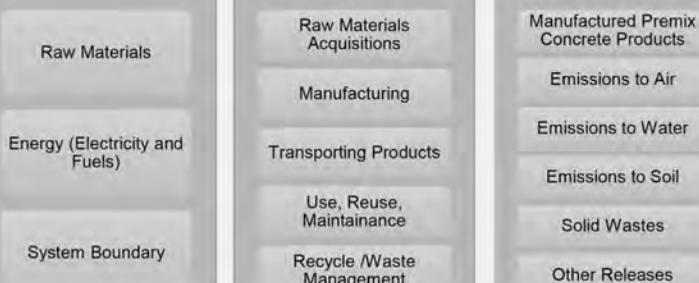 Raw Materials
Energy (Electricity and
Fuels)
System Boundary
Raw Materials
Acquisitions
Manufacturing
Transporting Products
Use, Reuse,
Maintainance
Recycle /Waste
Management
Manufactured Premix
Concrete Products
Emissions to Air
Emissions to Water
Emissions to Soil
Solid Wastes
Other Releases